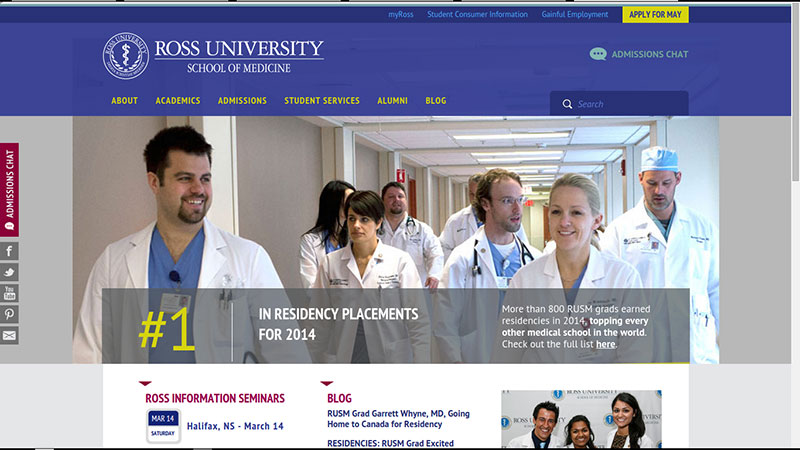 myRoss Student Consumer Information Gainful Employment APPLY FOR MAY
ROSS UNIVERSITY
SCHOOL OF MEDICINE
ADMISSIONS CHAT
ABOUT ACADEMICS ADMISSIONS STUDENT SERVICES ALUMNI BLOG
Search
ADMISSIONS CHAT
You
Tube
#1
IN RESIDENCY PLACEMENTS
FOR 2014
More than 800 RUSM grads earned
residencies in 2014, topping every
other medical school in the world.
Check out the full list here.
ROSS INFORMATION SEMINARS
MAR 14
SATURDAY
Halifax, NS - March 14
BLOG
RUSM Grad Garrett Whyne, MD, Going
Home to Canada for Residency
RESIDENCIES: RUSM Grad Excited
ROSS UNIVERSITY